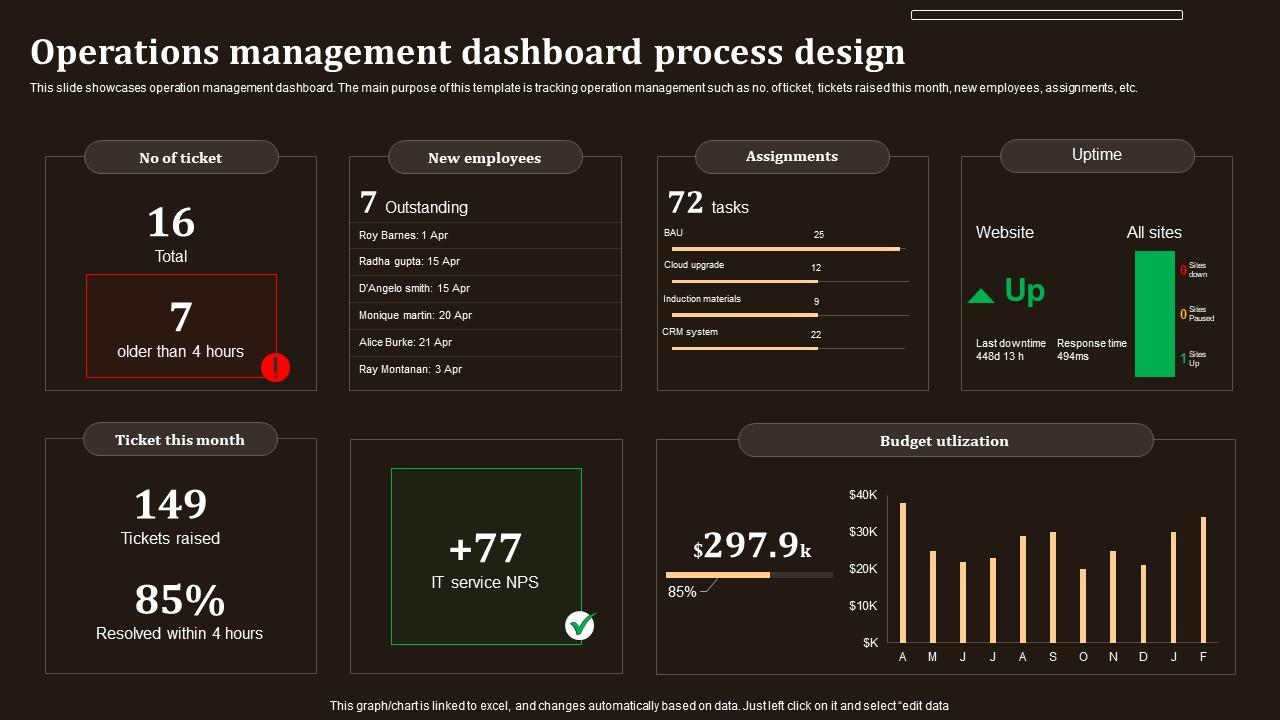 Operations management dashboard process design
This slide showcases operation management dashboard. The main purpose of this template is tracking operation management such as no. of ticket, tickets raised this month, new employees, assignments, etc.
No of ticket
16
Total
7
older than 4 hours
New employees
7 Outstanding
Roy Barnes: 1 Apr
Radha gupta: 15 Apr
D'Angelo smith: 15 Apr
Monique martin: 20 Apr
Alice Burke: 21 Apr
Ray Montanan: 3 Apr
Assignments
72 tasks
BAU 25
Cloud upgrade 12
Induction materials 9
CRM system 22
Uptime
Website
Up
Last downtime
448d 13 h
Response time
494ms
All sites
0 Sites
down
0 Sites
Paused
1 Sites
Up
Ticket this month
149
Tickets raised
85%
Resolved within 4 hours
+77
IT service NPS
Budget utlization
$297.9k
85%
$40K
$30K
$20K
$10K
$K
A M J J A S O N D J F
This graph/chart is linked to excel, and changes automatically based on data. Just left click on it and select “edit data